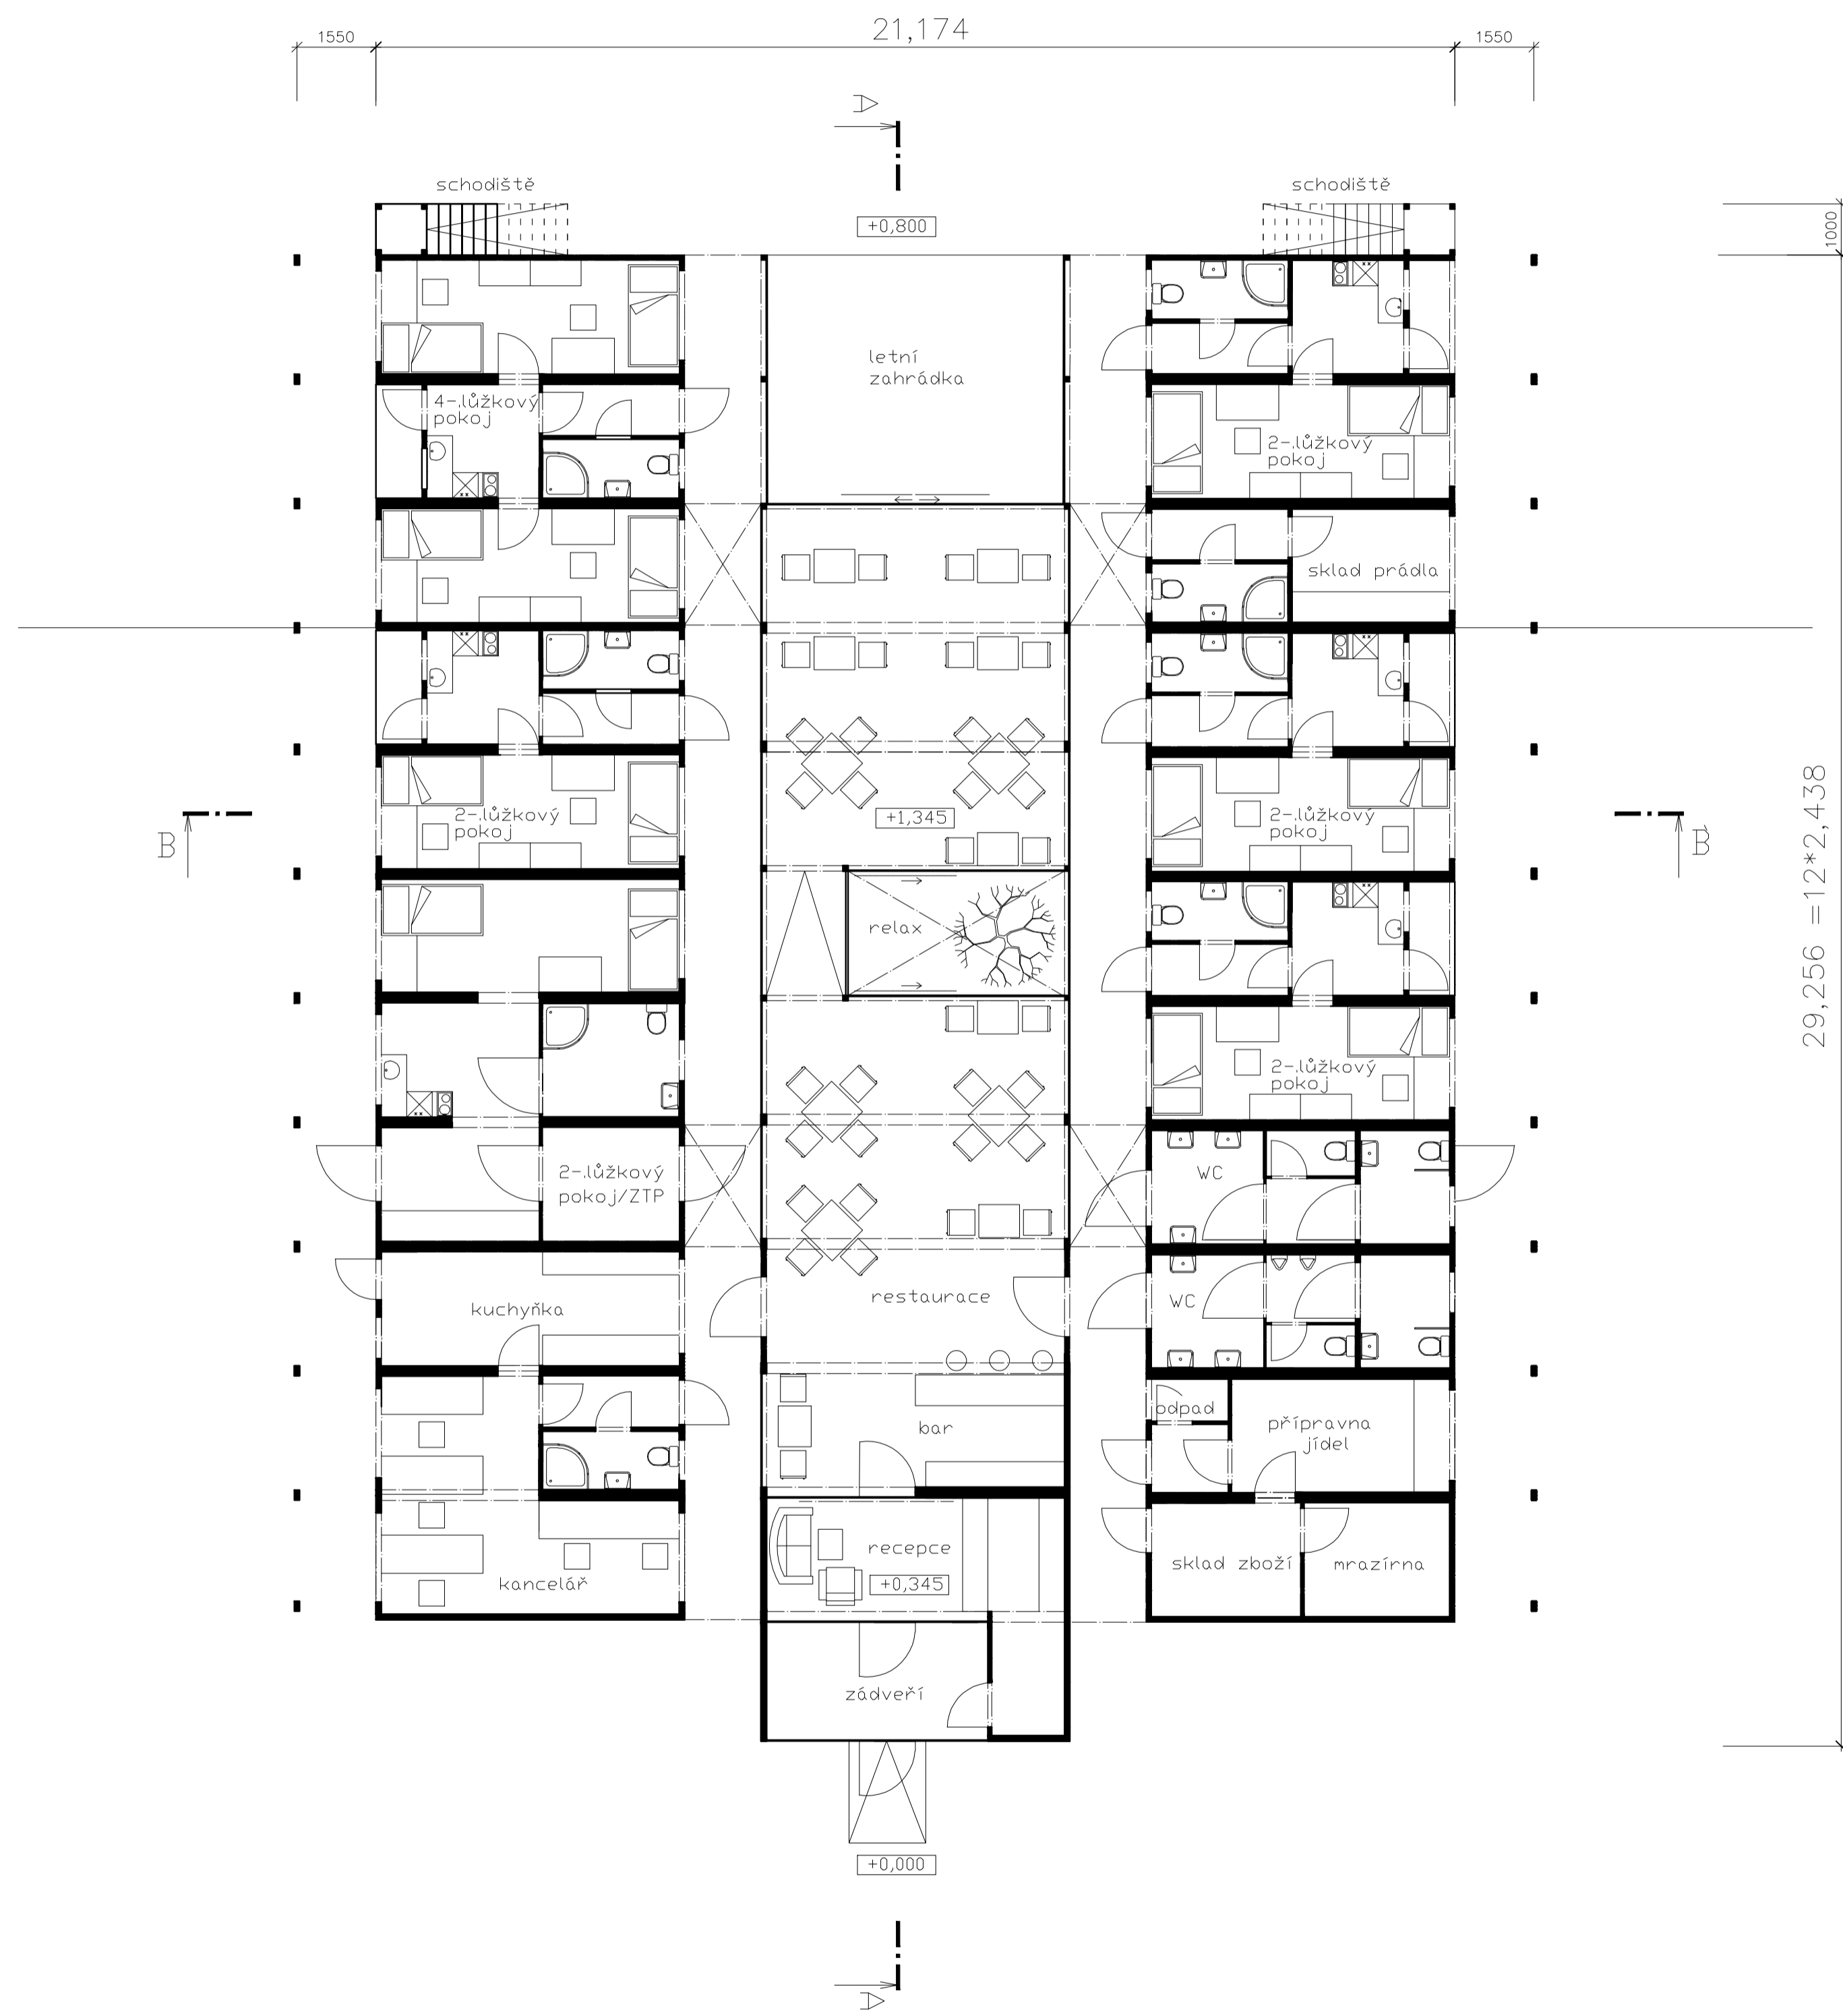 21,174
1550
1550
A
schodiště
schodiště
+0,800
1000
letní
zahrádka
4-.lůžkový
pokoj
2-.lůžkový
pokoj
sklad prádla
2-.lůžkový
pokoj
+1,345
2-.lůžkový
pokoj
B
B
29,256 =12*2,438
relax
2-.lůžkový
pokoj
2-.lůžkový
pokoj/ZTP
WC
kuchyňka
restaurace
WC
bar
odpad
přípravna
jídel
kancelář
recepce
+0,345
sklad zboží
mrazírna
zádveří
+0,000
A